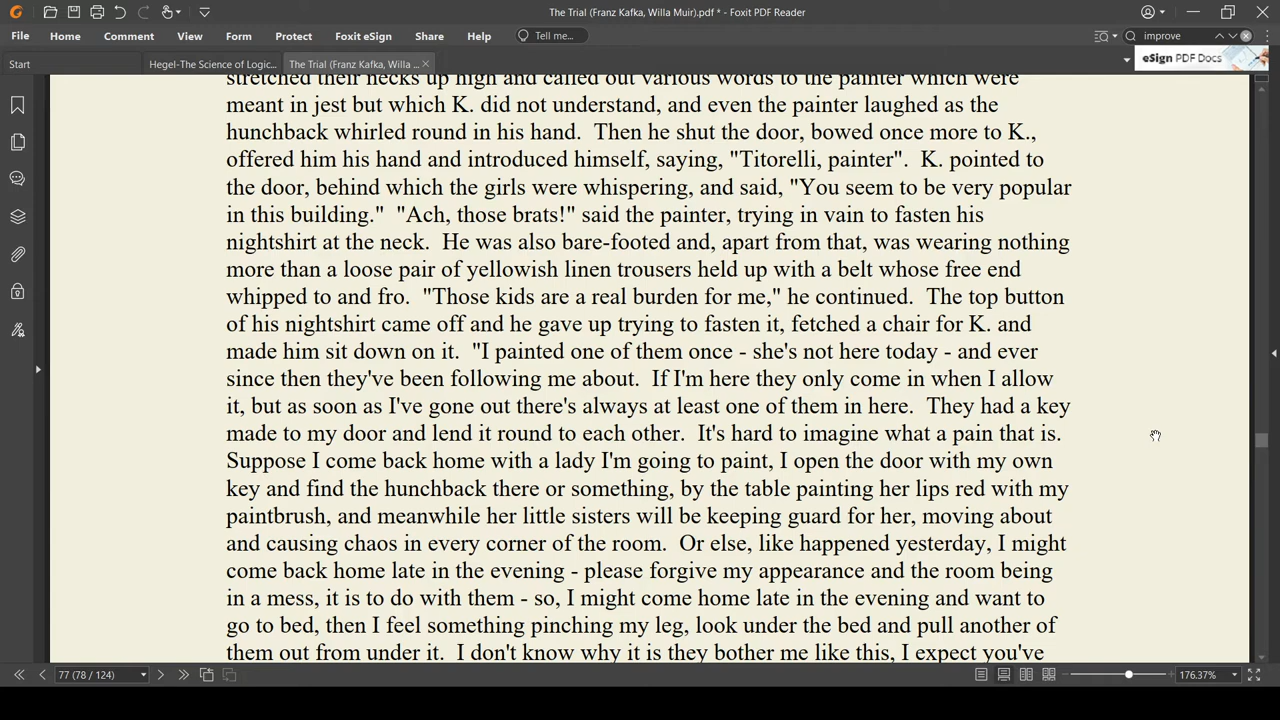 The Trial (Franz Kafka, Willa Muir).pdf * - Foxit PDF Reader
File Home Comment View Form Protect Foxit eSign Share Help Tell me... improve
Start Hegel-The Science of Logic... The Trial (Franz Kafka, Willa ... eSign PDF Docs
stretched their necks up high and called out various words to the painter which were
meant in jest but which K. did not understand, and even the painter laughed as the
hunchback whirled round in his hand.  Then he shut the door, bowed once more to K.,
offered him his hand and introduced himself, saying, "Titorelli, painter".  K. pointed to
the door, behind which the girls were whispering, and said, "You seem to be very popular
in this building."  "Ach, those brats!" said the painter, trying in vain to fasten his
nightshirt at the neck.  He was also bare-footed and, apart from that, was wearing nothing
more than a loose pair of yellowish linen trousers held up with a belt whose free end
whipped to and fro.  "Those kids are a real burden for me," he continued.  The top button
of his nightshirt came off and he gave up trying to fasten it, fetched a chair for K. and
made him sit down on it.  "I painted one of them once - she's not here today - and ever
since then they've been following me about.  If I'm here they only come in when I allow
it, but as soon as I've gone out there's always at least one of them in here.  They had a key
made to my door and lend it round to each other.  It's hard to imagine what a pain that is.
Suppose I come back home with a lady I'm going to paint, I open the door with my own
key and find the hunchback there or something, by the table painting her lips red with my
paintbrush, and meanwhile her little sisters will be keeping guard for her, moving about
and causing chaos in every corner of the room.  Or else, like happened yesterday, I might
come back home late in the evening - please forgive my appearance and the room being
in a mess, it is to do with them - so, I might come home late in the evening and want to
go to bed, then I feel something pinching my leg, look under the bed and pull another of
them out from under it.  I don't know why it is they bother me like this, I expect you've
77 (78 / 124) 176.37%